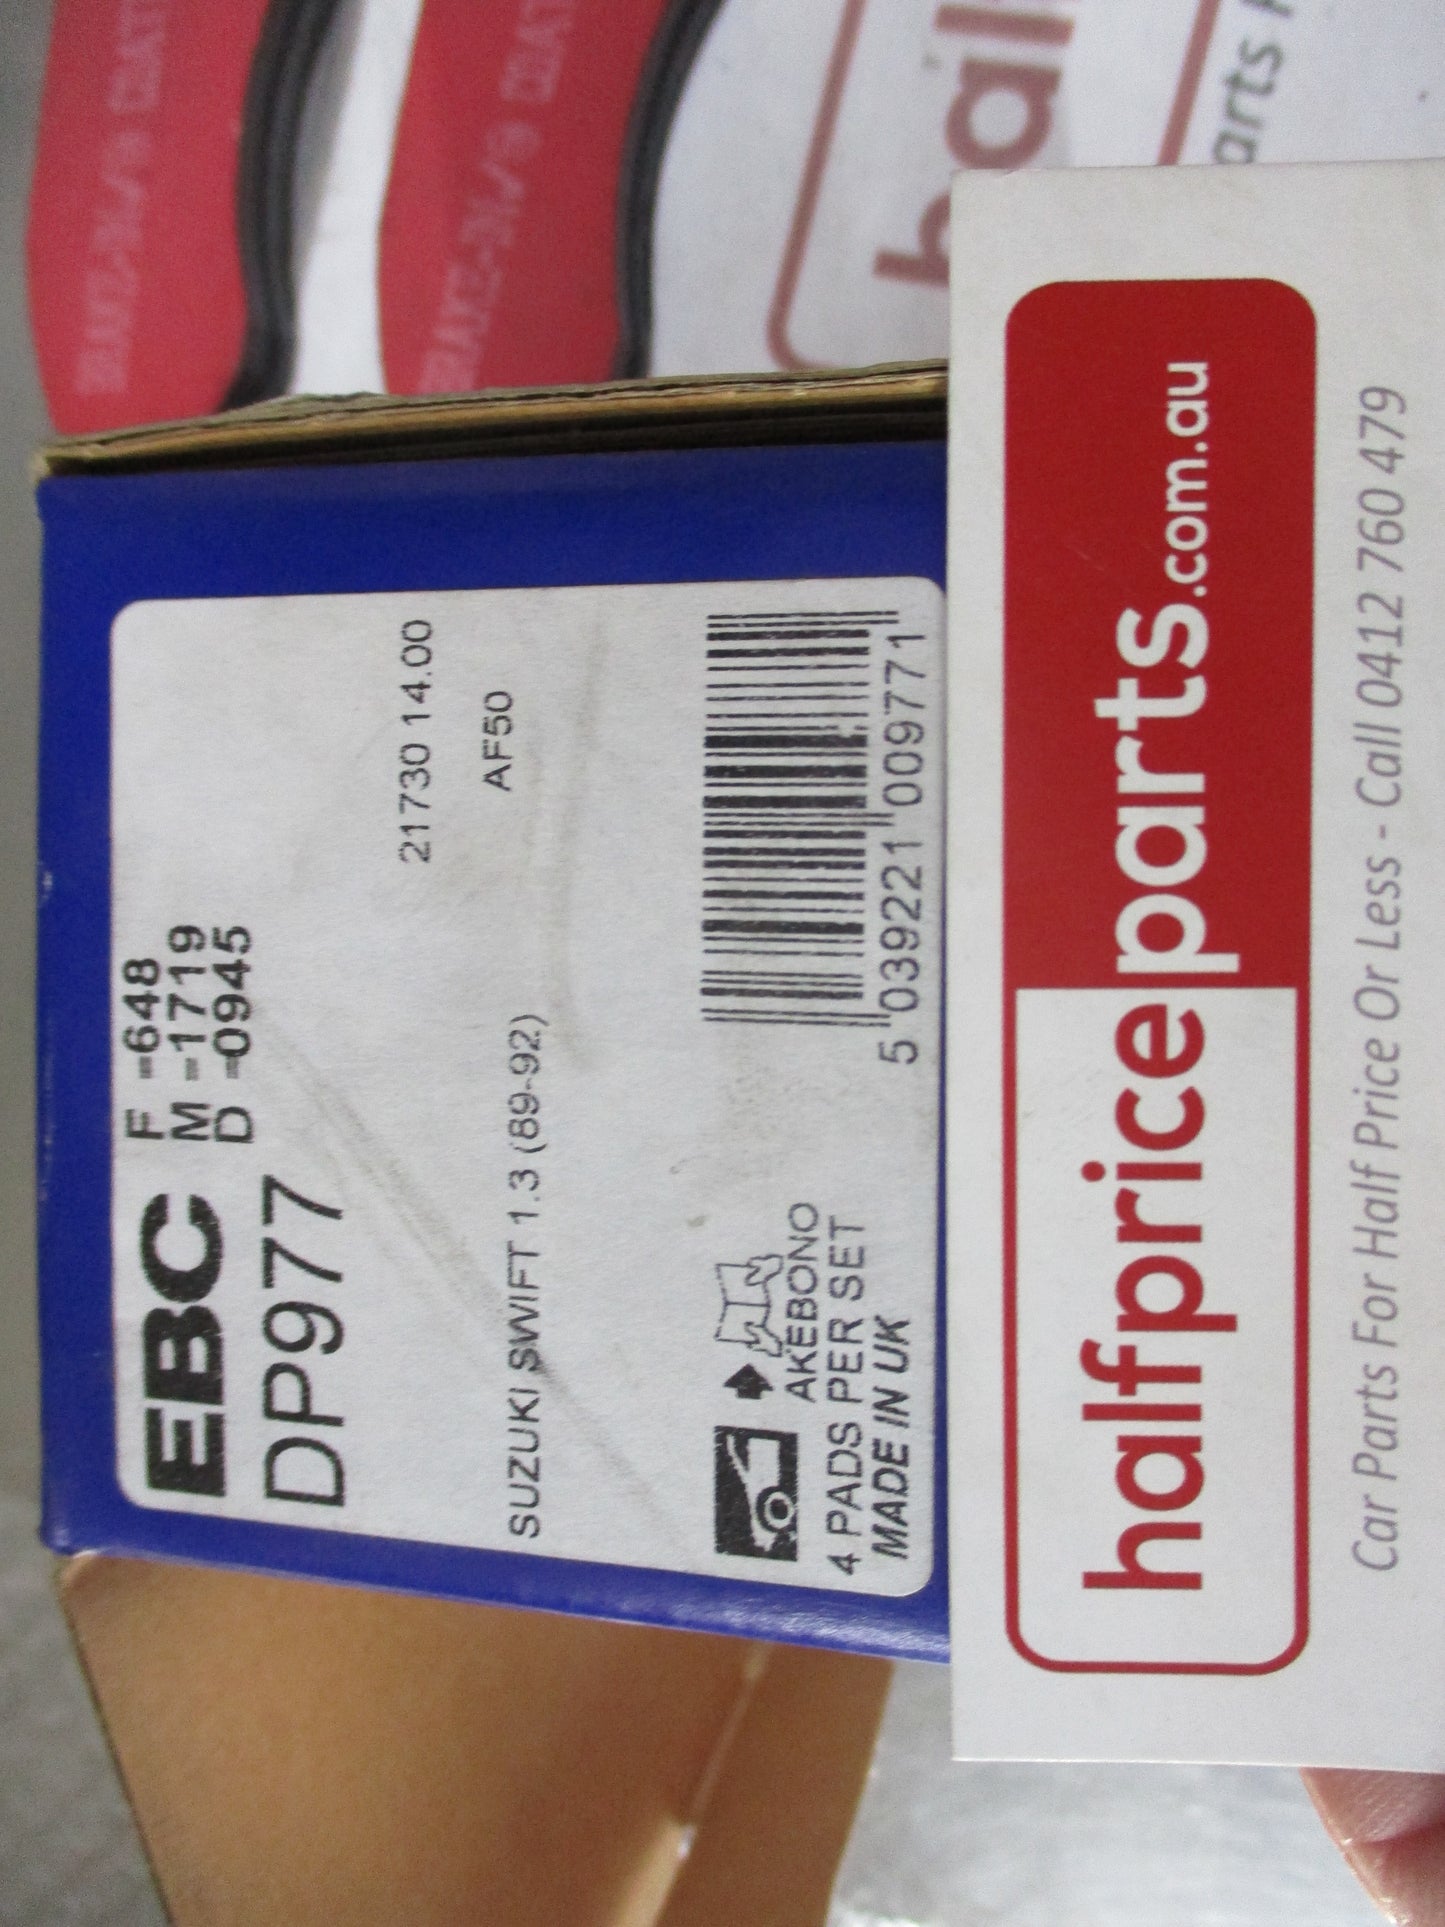 EBC
F -648
M -1719
D -0945
DP977
21730 14.00
AF50
SUZUKI SWIFT 1.3 (89-92)
AKEBONO
4 PADS PER SET
MADE IN UK
5 039221 009771
halfpriceparts.com.au
Car Parts For Half Price Or Less - Call 0412 760 479
hal
arts